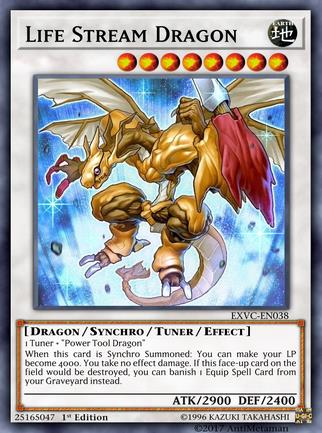 LIFE STREAM DRAGON
EARTH
地
EXVC-EN038
[DRAGON / SYNCHRO / TUNER / EFFECT]
1 Tuner + "Power Tool Dragon"
When this card is Synchro Summoned: You can make your LP
become 4000. You take no effect damage. If this face-up card on
the field would be destroyed, you can banish 1 Equip Spell Card from
your Graveyard instead.
ATK/2900 DEF/2400
25165047 1st Edition ©1996 KAZUKI TAKAHASHI
©2017 AntiMetaman